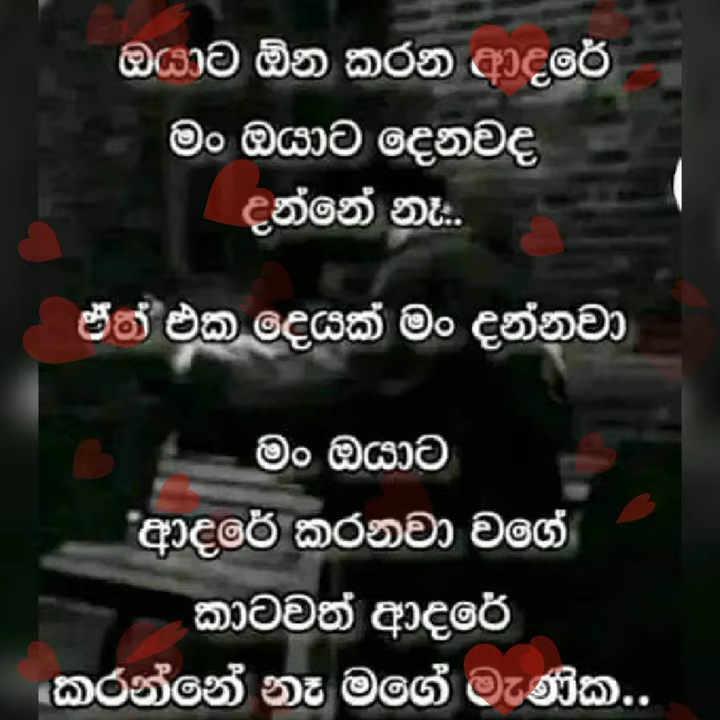 ඔයාට ඕන කරන ආදරේ
මං ඔයාට දෙනවද
දන්නේ නෑ..
ඒත් එක දෙයක් මං දන්නවා
මං ඔයාට
ආදරේ කරනවා වගේ
කාටවත් ආදරේ
කරන්නේ නෑ මගේ මැණික..